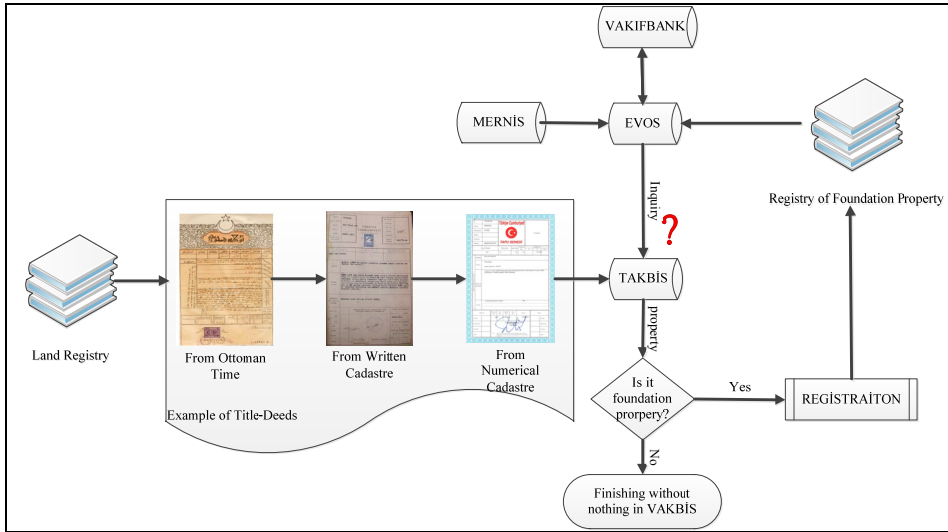 VAKIFBANK
MERNİS
EVOS
Inquiry
?
Registry of Foundation Property
TAKBİS
Land Registry
From Ottoman
Time
From Written
Cadastre
From
Numerical
Cadastre
Example of Title-Deeds
property
Is it
foundation
prorpery?
Yes
REGİSTRAİTON
No
Finishing without
nothing in VAKBİS